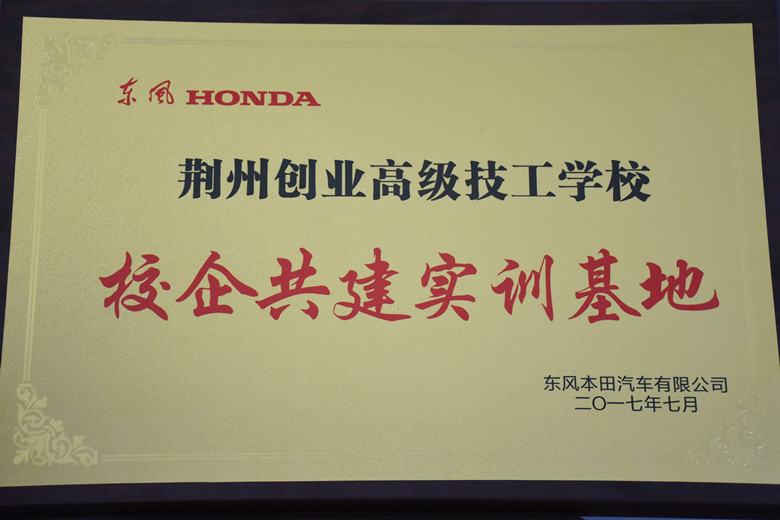 东风 HONDA
荆州创业高级技工学校
校企共建实训基地
东风本田汽车有限公司
二〇一七年七月